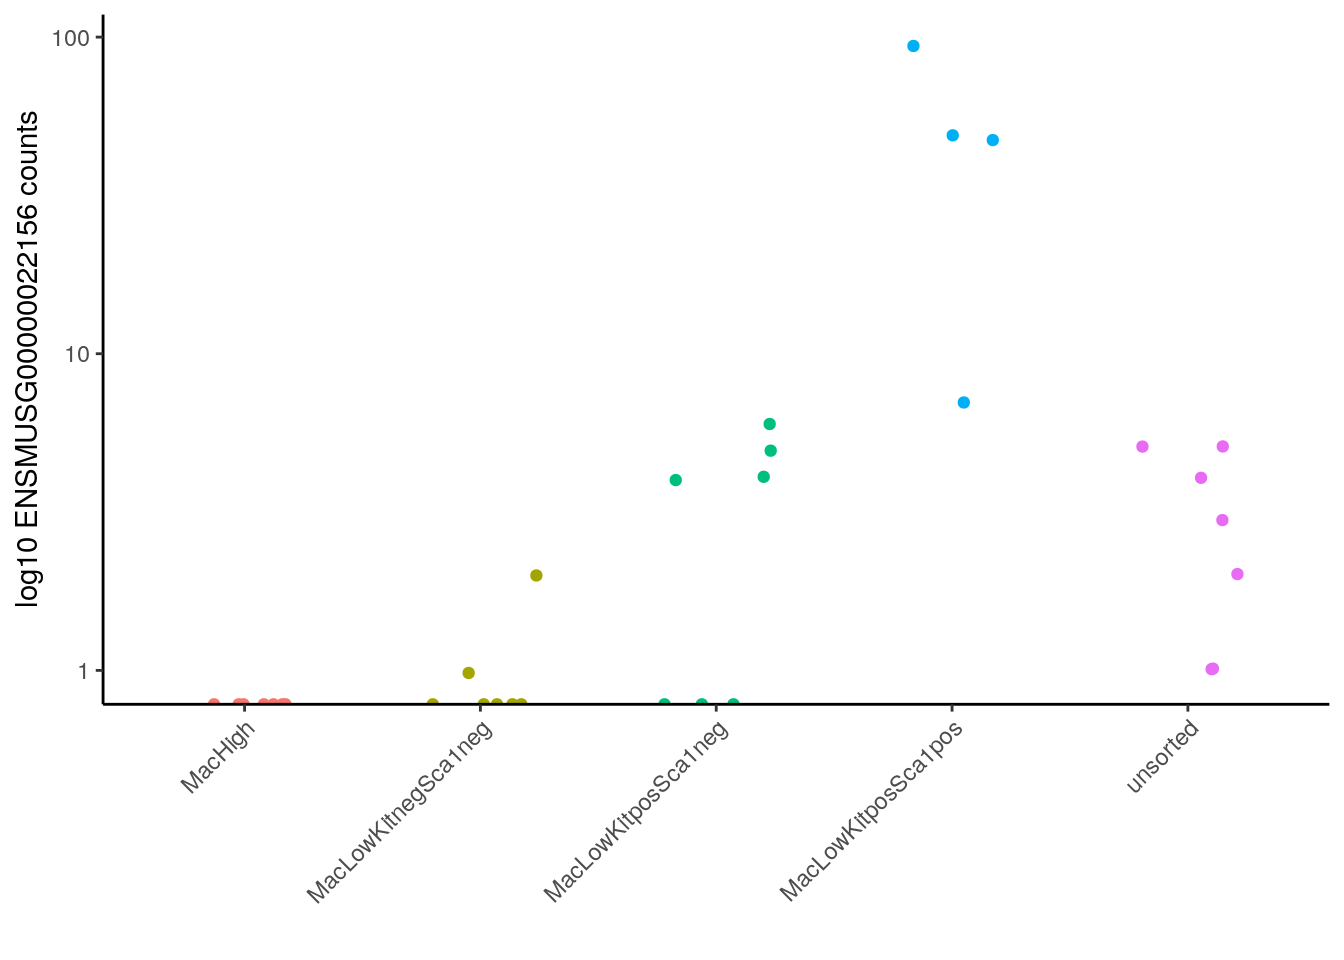 log10 ENSMUSG00000022156 counts
100
10
1
MacHigh
MacLowKitnegSca1neg
MacLowKitposSca1neg
MacLowKitposSca1pos
unsorted